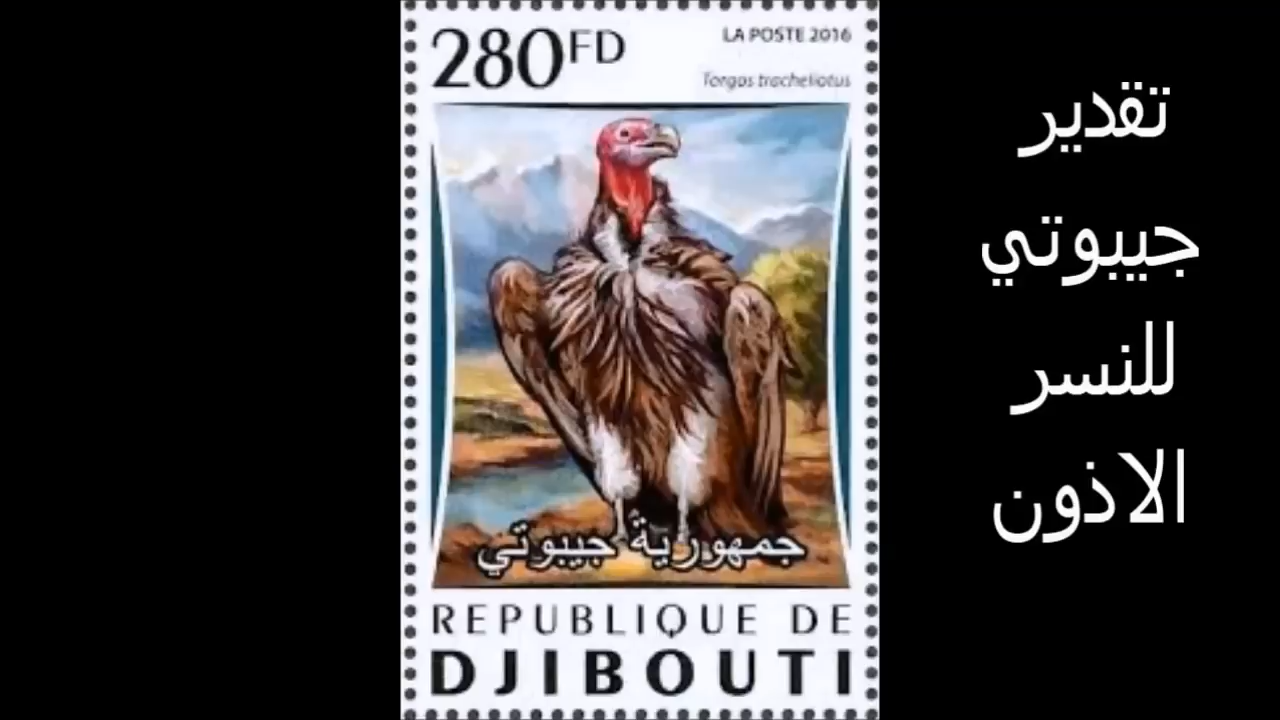 280FD
LA POSTE 2016
Torgos tracheliotus
جمهورية جيبوتي
REPUBLIQUE DE
DJIBOUTI
تقدير
جيبوتي
للنسر
الاذون